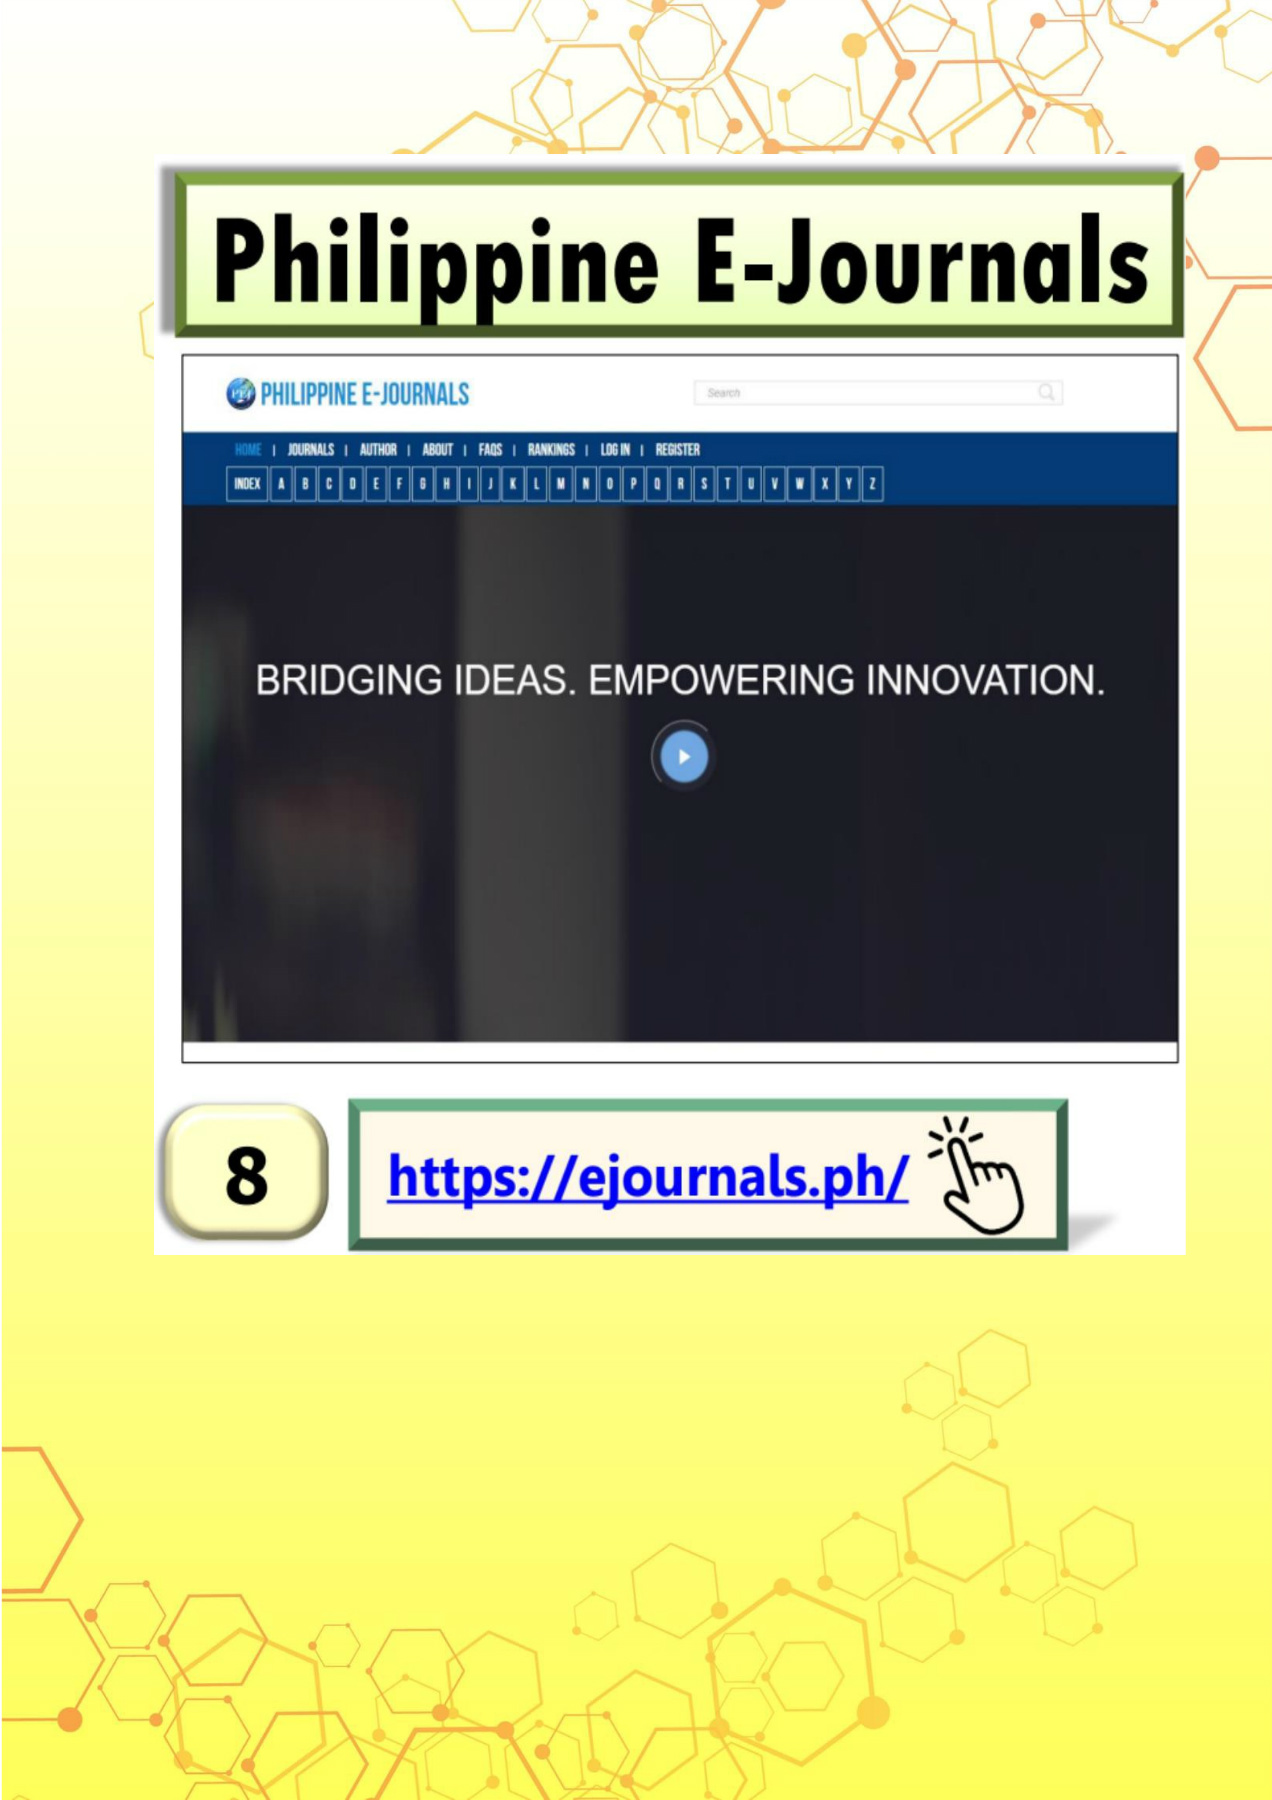 Philippine E-Journals
PHILIPPINE E-JOURNALS
Search
HOME | JOURNALS | AUTHOR | ABOUT | FAQS | RANKINGS | LOG IN | REGISTER
INDEX A B C D E F G H I J K L M N O P Q R S T U V W X Y Z
BRIDGING IDEAS. EMPOWERING INNOVATION.
8
https://ejournals.ph/